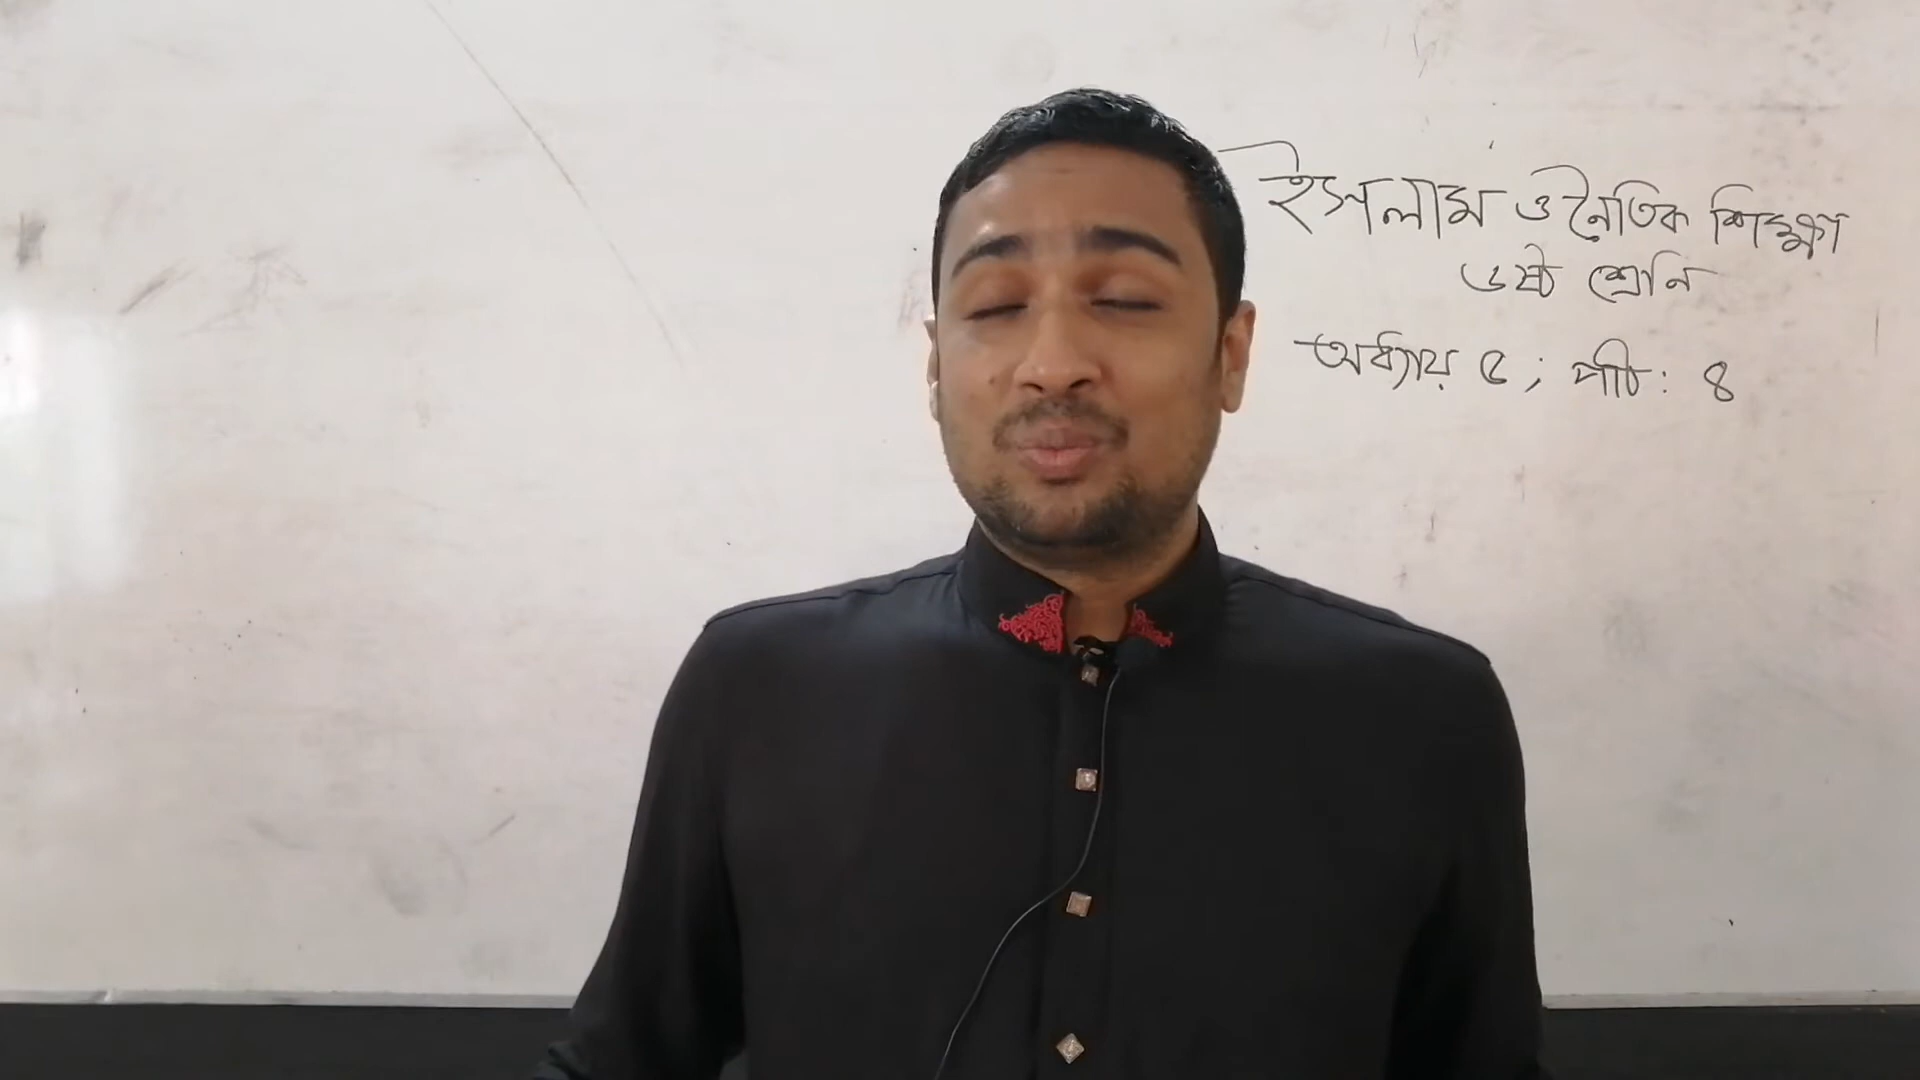 ইসলাম ও নৈতিক শিক্ষা
৬ষ্ঠ শ্রেনি
অধ্যায় ৫; পাঠ: ৪